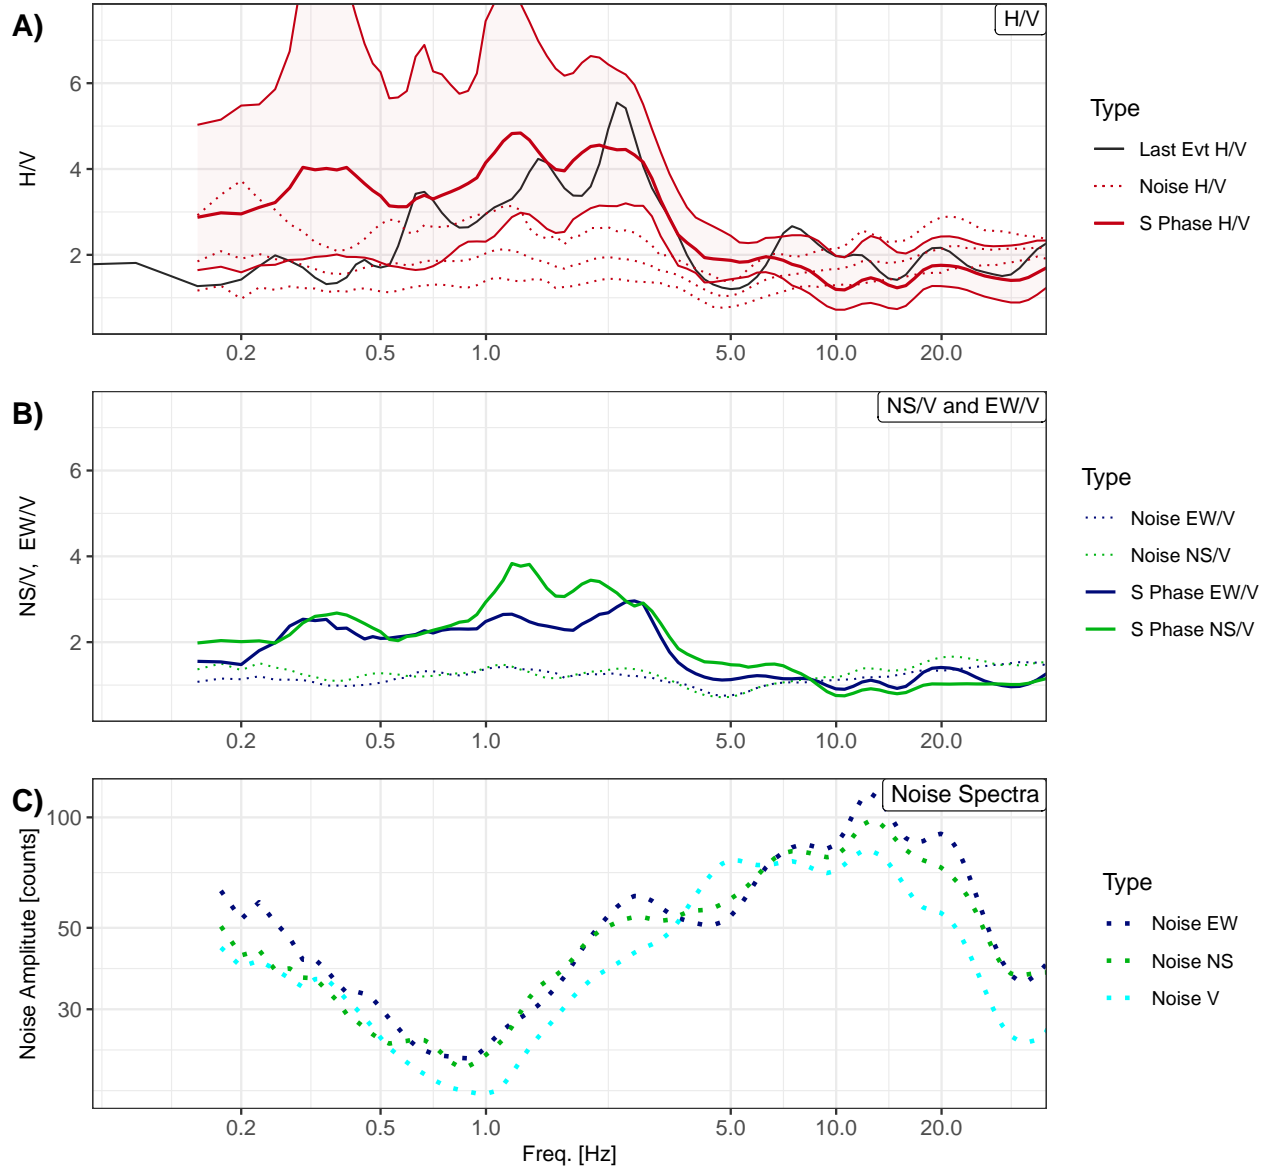 A)
H/V
H/V
6
4
2
0.2 0.5 1.0 5.0 10.0 20.0
Type
Last Evt H/V
Noise H/V
S Phase H/V
B)
NS/V and EW/V
NS/V,  EW/V
6
4
2
0.2 0.5 1.0 5.0 10.0 20.0
Type
Noise EW/V
Noise NS/V
S Phase EW/V
S Phase NS/V
C)
Noise Spectra
Noise Amplitute [counts]
100
50
30
0.2 0.5 1.0 5.0 10.0 20.0
Freq. [Hz]
Type
Noise EW
Noise NS
Noise V